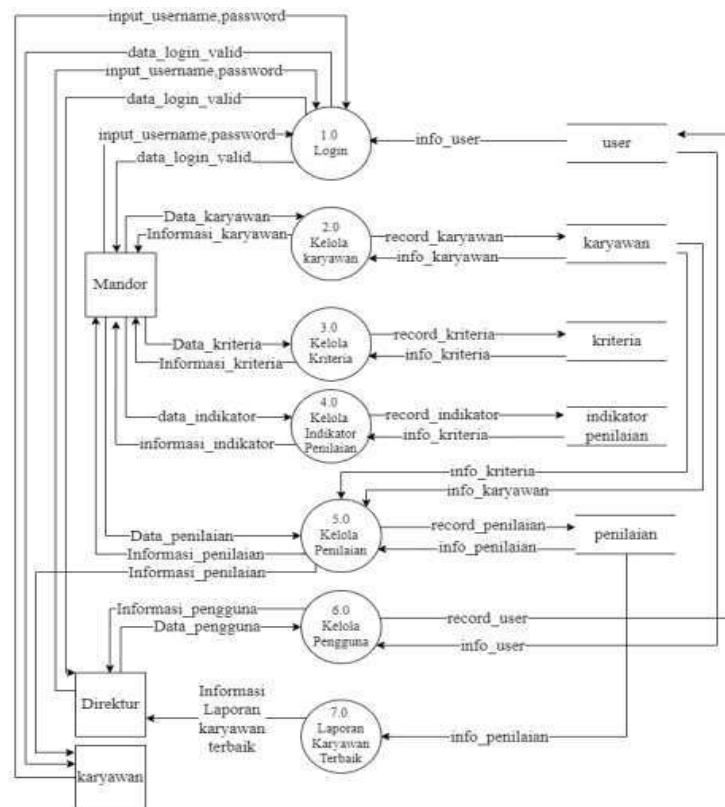 input_username,password
data_login_valid
input_username,password
data_login_valid
input_username,password
data_login_valid
1.0
Login
info_user
user
Data_karyawan
Informasi_karyawan
2.0
Kelola
karyawan
record_karyawan
info_karyawan
karyawan
Mandor
Data_kriteria
Informasi_kriteria
3.0
Kelola
Kriteria
record_kriteria
info_kriteria
kriteria
data_indikator
informasi_indikator
4.0
Kelola
Indikator
Penilaian
record_indikator
info_kriteria
indikator
penilaian
info_kriteria
info_karyawan
Data_penilaian
Informasi_penilaian
Informasi_penilaian
5.0
Kelola
Penilaian
record_penilaian
info_penilaian
penilaian
Informasi_pengguna
Data_pengguna
6.0
Kelola
Pengguna
record_user
info_user
Direktur
Informasi
Laporan
karyawan
terbaik
7.0
Laporan
Karyawan
Terbaik
info_penilaian
karyawan